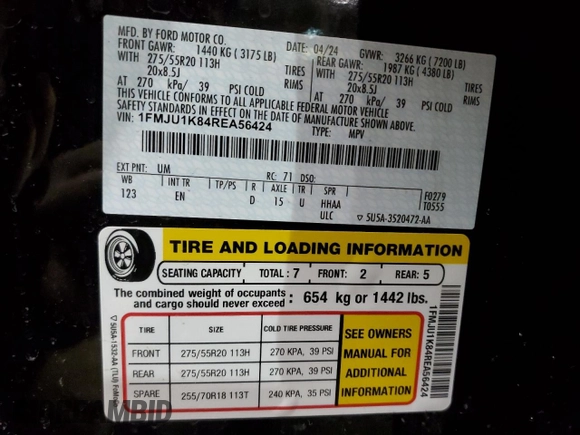 MFD. BY FORD MOTOR CO.
DATE: 04/24 GVWR: 3266 KG (7200 LB)
FRONT GAWR: 1440 KG (3175 LB) REAR GAWR: 1987 KG (4380 LB)
WITH 275/55R20 113H TIRES WITH 275/55R20 113H TIRES
20x8.5J RIMS 20x8.5J RIMS
AT 270 kPa/ 39 PSI COLD AT 270 kPa/ 39 PSI COLD
THIS VEHICLE CONFORMS TO ALL APPLICABLE FEDERAL MOTOR VEHICLE
SAFETY STANDARDS IN EFFECT ON THE DATE OF MANUFACTURE SHOWN ABOVE.
VIN: 1FMJU1K84REA56424
TYPE: MPV
EXT PNT: UM RC: 71 DSO:
WB INT TR TP/PS R AXLE TR SPR F0279
123 EN D 15 U HHAA T0555
ULC ▽ SU5A-3520472-AA
TIRE AND LOADING INFORMATION
SEATING CAPACITY TOTAL : 7 FRONT: 2 REAR: 5
The combined weight of occupants and cargo should never exceed : 654 kg or 1442 lbs.
TIRE SIZE COLD TIRE PRESSURE
FRONT 275/55R20 113H 270 KPA, 39 PSI
REAR 275/55R20 113H 270 KPA, 39 PSI
SPARE 255/70R18 113T 240 KPA, 35 PSI
SEE OWNERS
MANUAL FOR
ADDITIONAL
INFORMATION
1FMJU1K84REA56424
▽ SU5A-1532-AA (TLU)